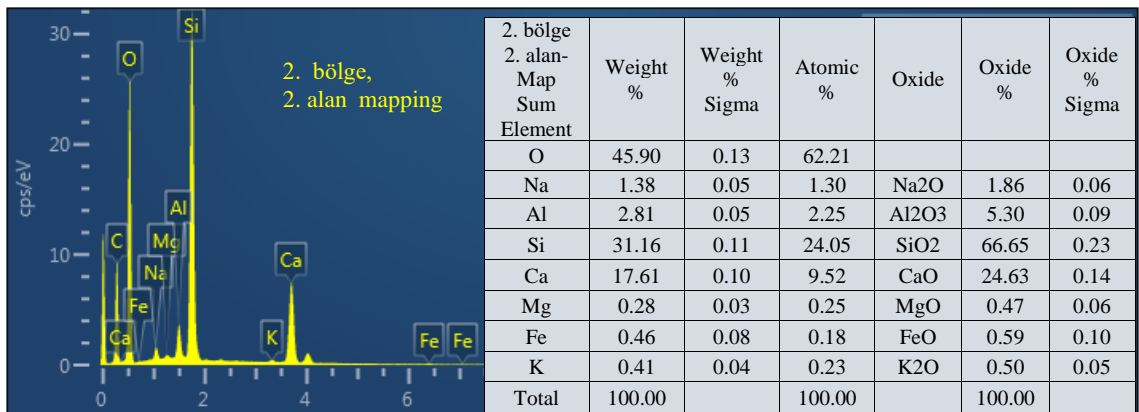 30
20
10
0
cps/eV
0
2
4
6
O
Si
C
Ca
Fe
Na
Mg
Al
K
Ca
Fe
Fe
2. bölge,
2. alan mapping
2. bölge 2. alan- Map Sum Element | Weight % | Weight % Sigma | Atomic % | Oxide | Oxide % | Oxide % Sigma
O 45.90 0.13 62.21
Na 1.38 0.05 1.30 Na2O 1.86 0.06
Al 2.81 0.05 2.25 Al2O3 5.30 0.09
Si 31.16 0.11 24.05 SiO2 66.65 0.23
Ca 17.61 0.10 9.52 CaO 24.63 0.14
Mg 0.28 0.03 0.25 MgO 0.47 0.06
Fe 0.46 0.08 0.18 FeO 0.59 0.10
K 0.41 0.04 0.23 K2O 0.50 0.05
Total 100.00 100.00 100.00